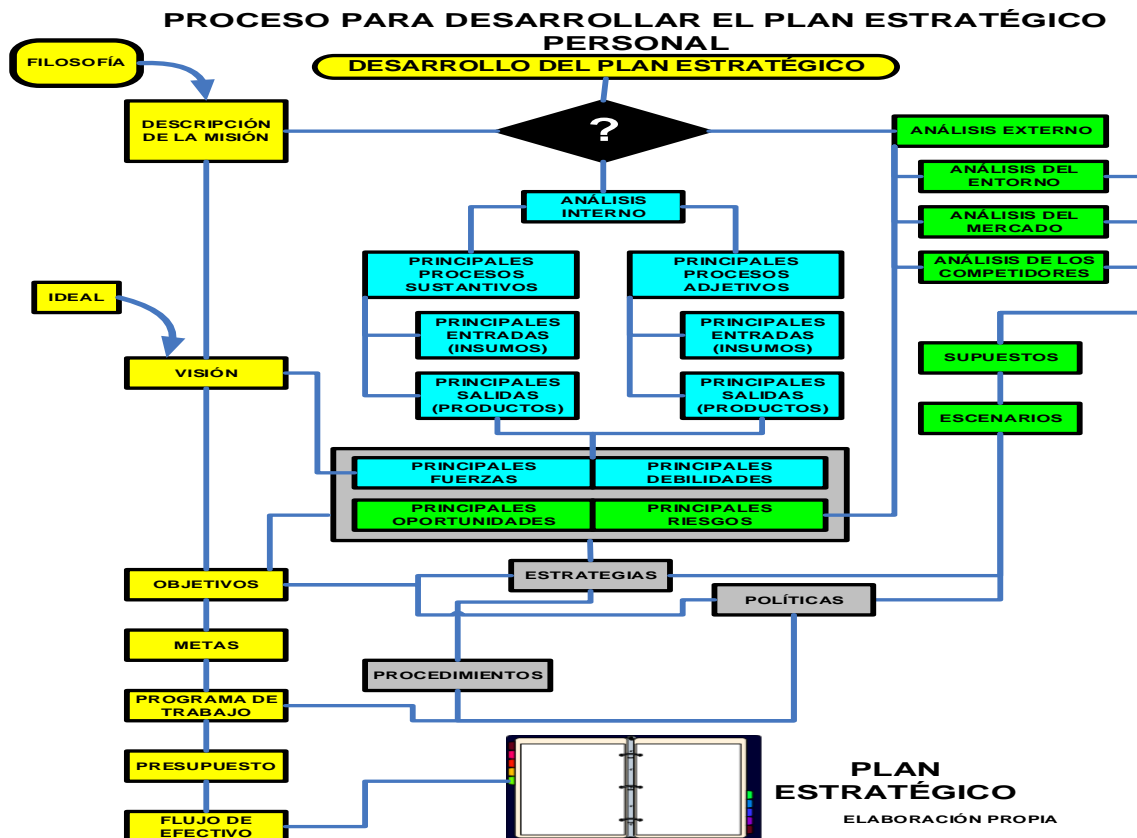 PROCESO PARA DESARROLLAR EL PLAN ESTRATÉGICO
PERSONAL
DESARROLLO DEL PLAN ESTRATÉGICO
FILOSOFÍA
DESCRIPCIÓN
DE LA MISIÓN
?
ANÁLISIS EXTERNO
ANÁLISIS DEL
ENTORNO
ANÁLISIS DEL
MERCADO
ANÁLISIS DE LOS
COMPETIDORES
ANÁLISIS
INTERNO
PRINCIPALES
PROCESOS
SUSTANTIVOS
PRINCIPALES
PROCESOS
ADJETIVOS
PRINCIPALES
ENTRADAS
(INSUMOS)
PRINCIPALES
ENTRADAS
(INSUMOS)
PRINCIPALES
SALIDAS
(PRODUCTOS)
PRINCIPALES
SALIDAS
(PRODUCTOS)
IDEAL
VISIÓN
SUPUESTOS
ESCENARIOS
PRINCIPALES
FUERZAS
PRINCIPALES
DEBILIDADES
PRINCIPALES
OPORTUNIDADES
PRINCIPALES
RIESGOS
OBJETIVOS
ESTRATEGIAS
POLÍTICAS
METAS
PROCEDIMIENTOS
PROGRAMA DE
TRABAJO
PRESUPUESTO
FLUJO DE
EFECTIVO
PLAN
ESTRATÉGICO
ELABORACIÓN PROPIA